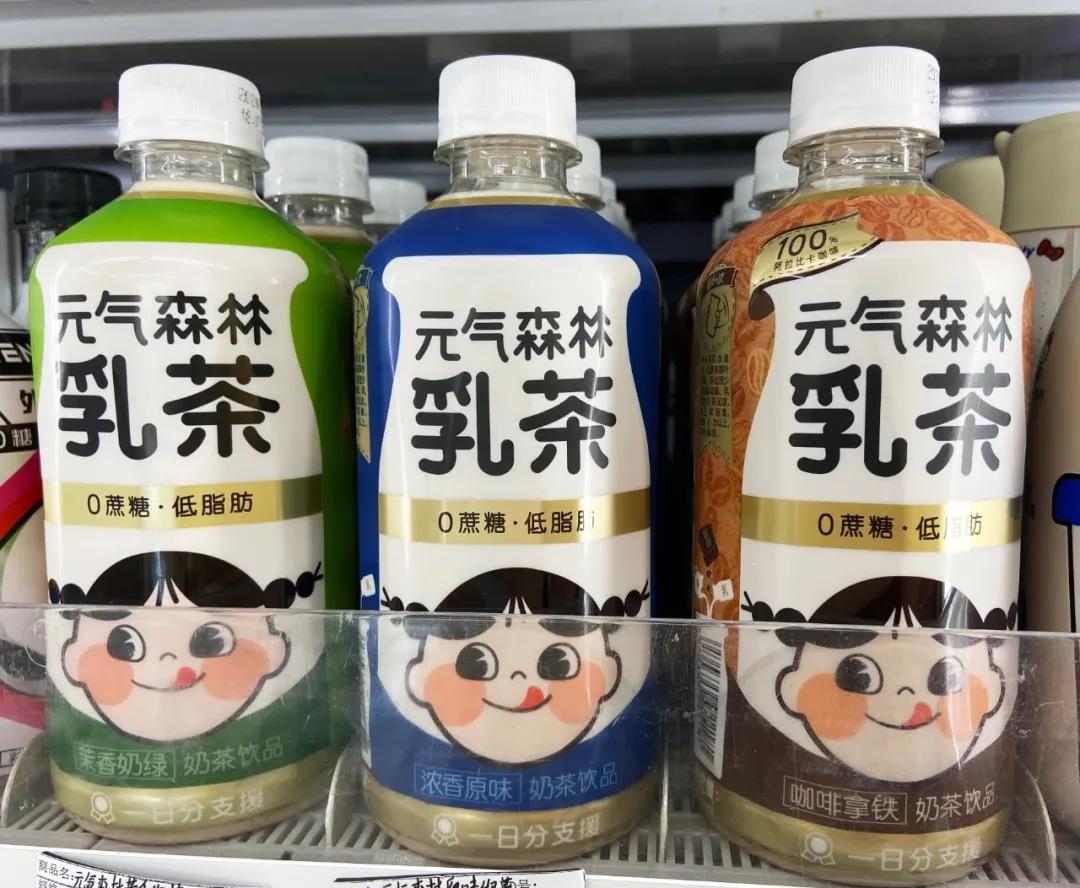 元气森林
乳茶
0蔗糖·低脂肪
茉香奶绿 奶茶饮品
一日分支援
元气森林
乳茶
0蔗糖·低脂肪
浓香原味 奶茶饮品
一日分支援
100%
阿拉比卡咖啡
元气森林
乳茶
0蔗糖·低脂肪
咖啡拿铁 奶茶饮品
一日分支援